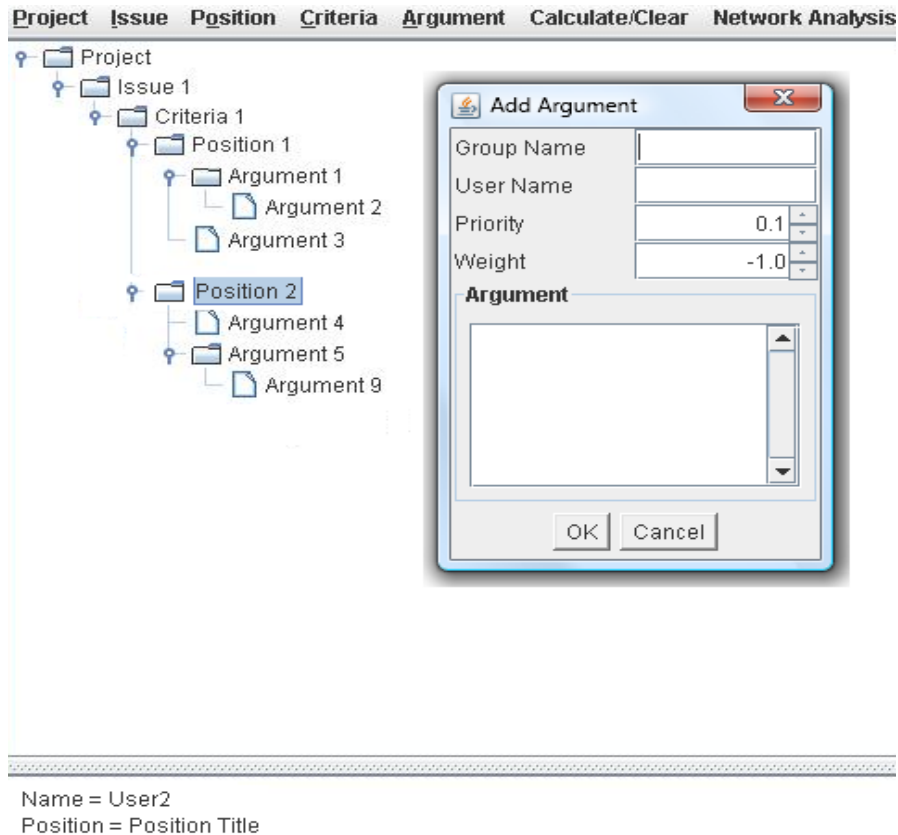 Project Issue Position Criteria Argument Calculate/Clear Network Analysis
Project
Issue 1
Criteria 1
Position 1
Argument 1
Argument 2
Argument 3
Position 2
Argument 4
Argument 5
Argument 9
Add Argument
Group Name
User Name
Priority 0.1
Weight -1.0
Argument
OK Cancel
Name = User2
Position = Position Title